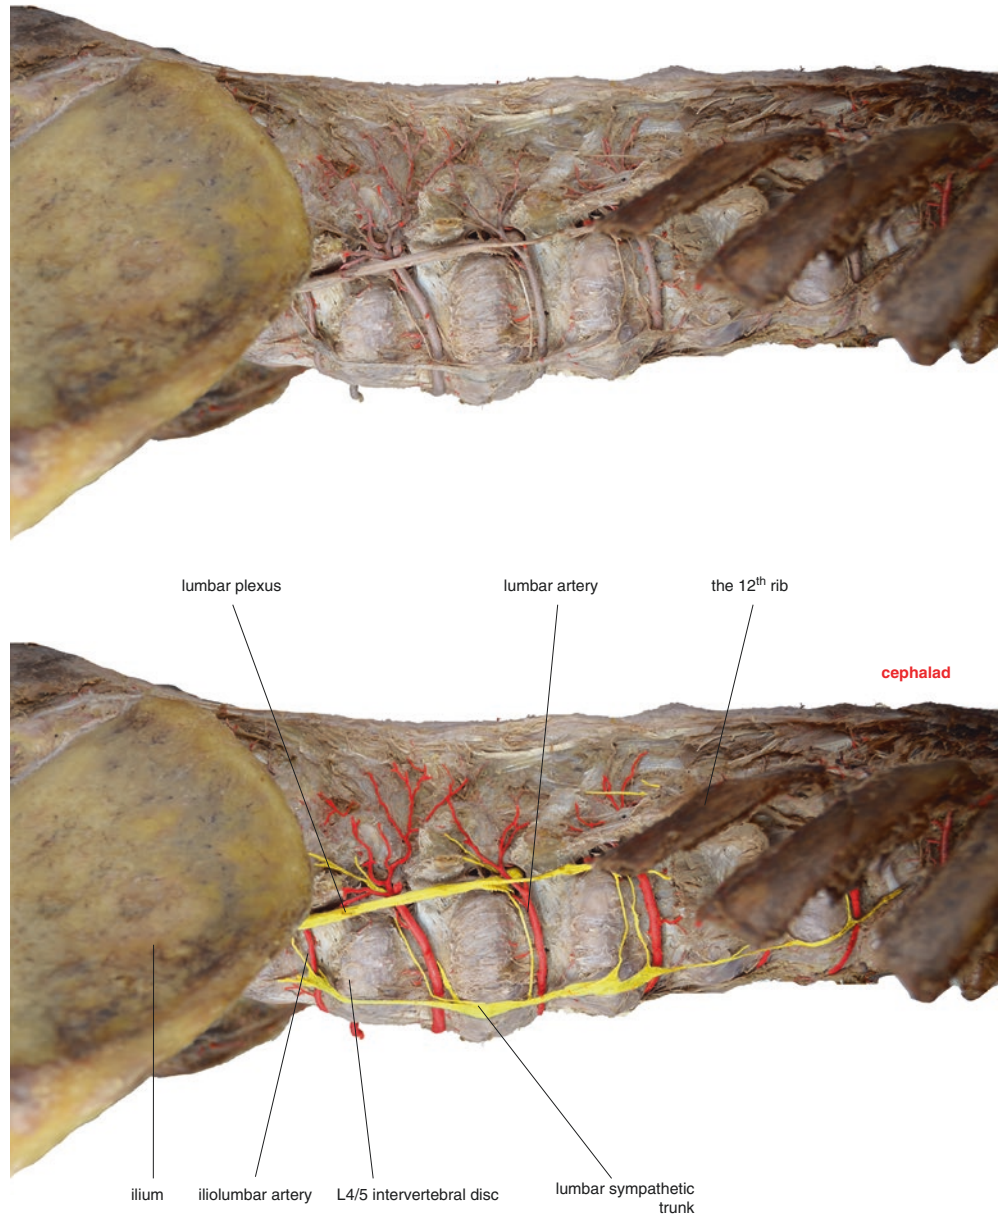 lumbar plexus
lumbar artery
the 12th rib
cephalad
ilium
iliolumbar artery
L4/5 intervertebral disc
lumbar sympathetic
trunk